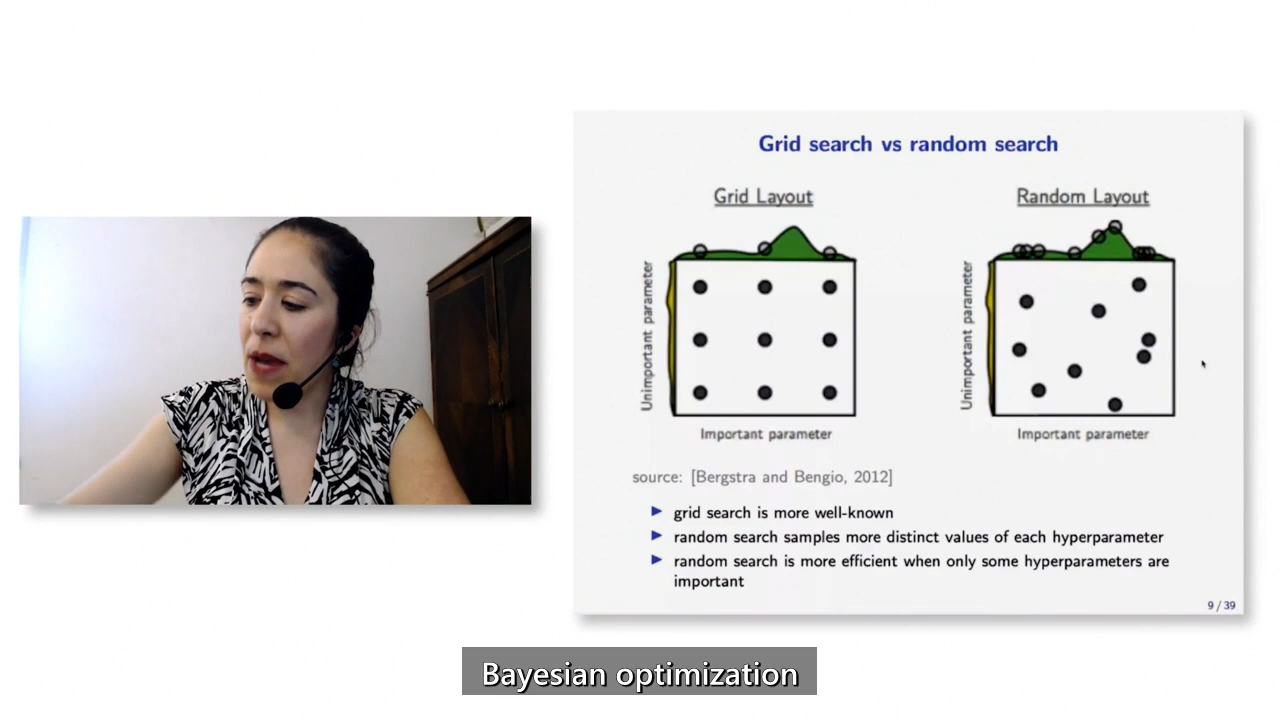 Grid search vs random search
Grid Layout
Random Layout
Unimportant parameter
Important parameter
Unimportant parameter
Important parameter
source: [Bergstra and Bengio, 2012]
grid search is more well-known
random search samples more distinct values of each hyperparameter
random search is more efficient when only some hyperparameters are
important
9 / 39
Bayesian optimization